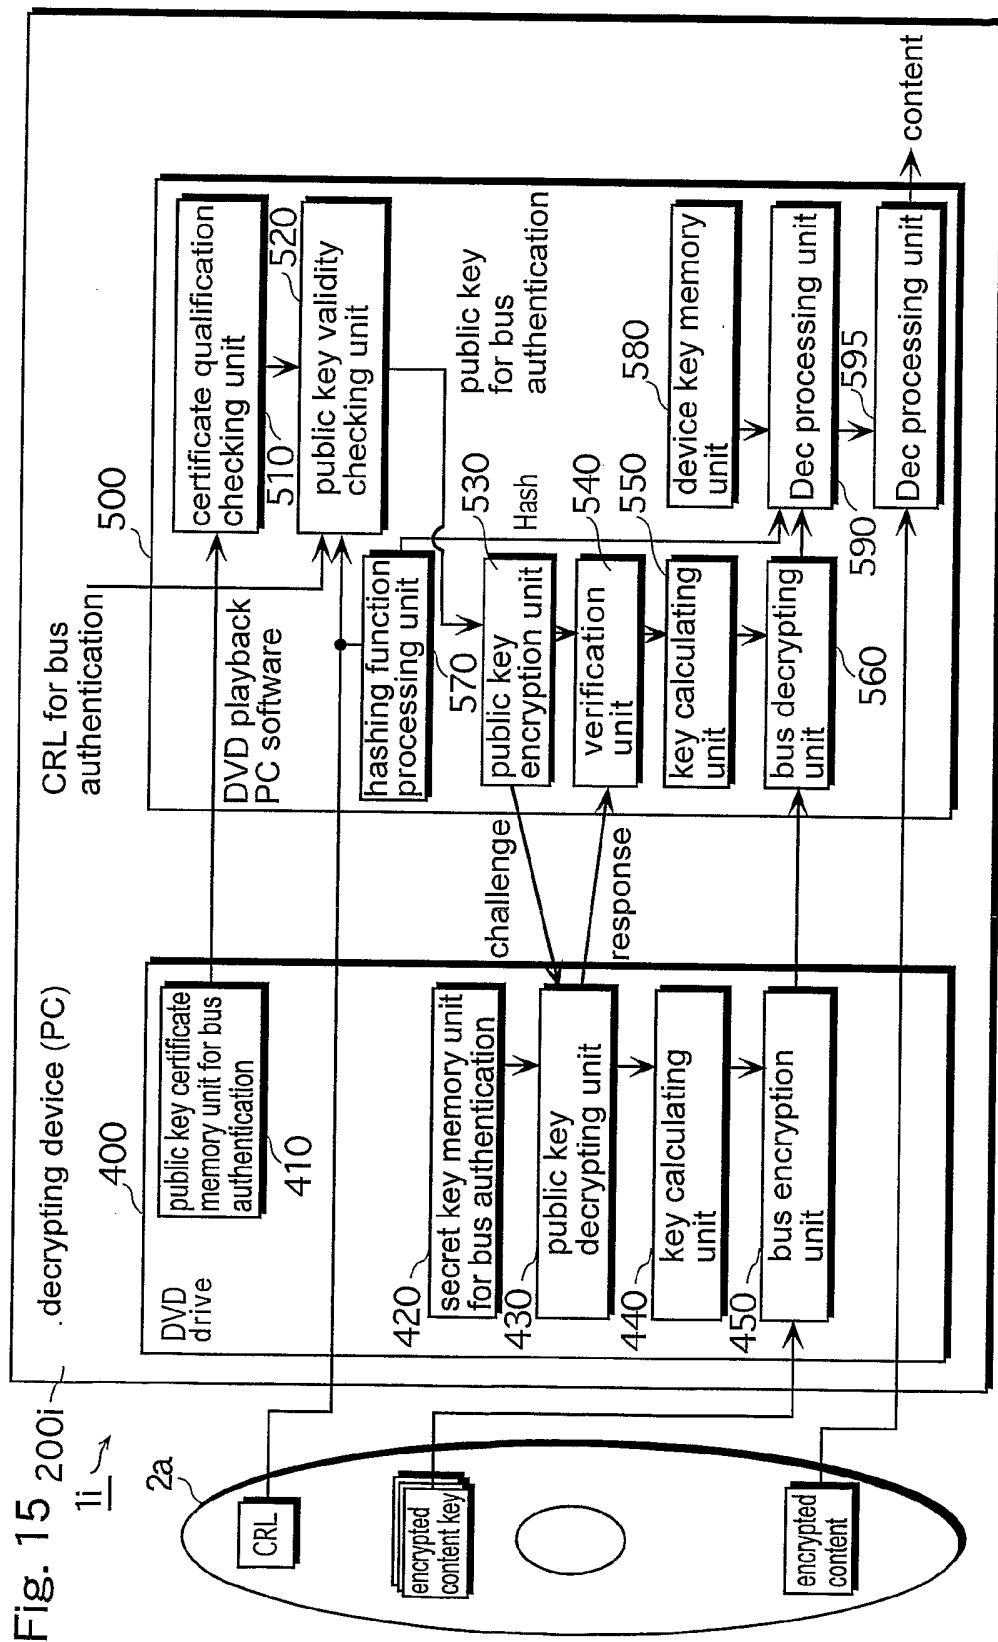 Fig. 15
1i
200i
decrypting device (PC)
2a
CRL
encrypted
content key
encrypted
content
400
DVD
drive
public key certificate
memory unit for bus
authentication
410
420
secret key memory unit
for bus authentication
430
public key
decrypting unit
440
key calculating
unit
450
bus encryption
unit
challenge
response
CRL for bus
authentication
500
DVD playback
PC software
certificate qualification
checking unit
510
520
public key validity
checking unit
hashing function
processing unit
570
public key
for bus
authentication
530
Hash
public key
encryption unit
540
verification
unit
550
key calculating
unit
bus decrypting
unit
560
580
device key memory
unit
Dec processing unit
590
595
Dec processing unit
content